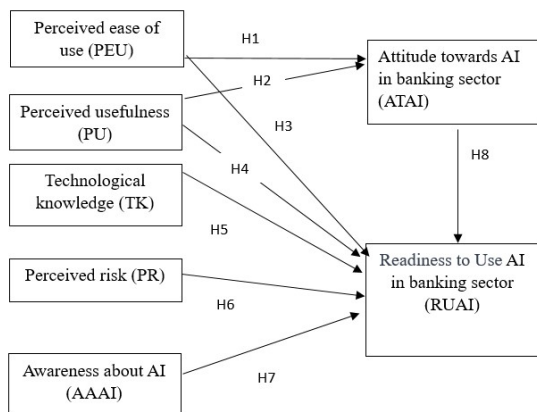 Perceived ease of
use (PEU)
H1
Attitude towards AI
in banking sector
(ATAI)
H2
Perceived usefulness
(PU)
H3
H4
H8
Technological
knowledge (TK)
H5
Readiness to Use AI
in banking sector
(RUAI)
Perceived risk (PR)
H6
Awareness about AI
(AAAI)
H7